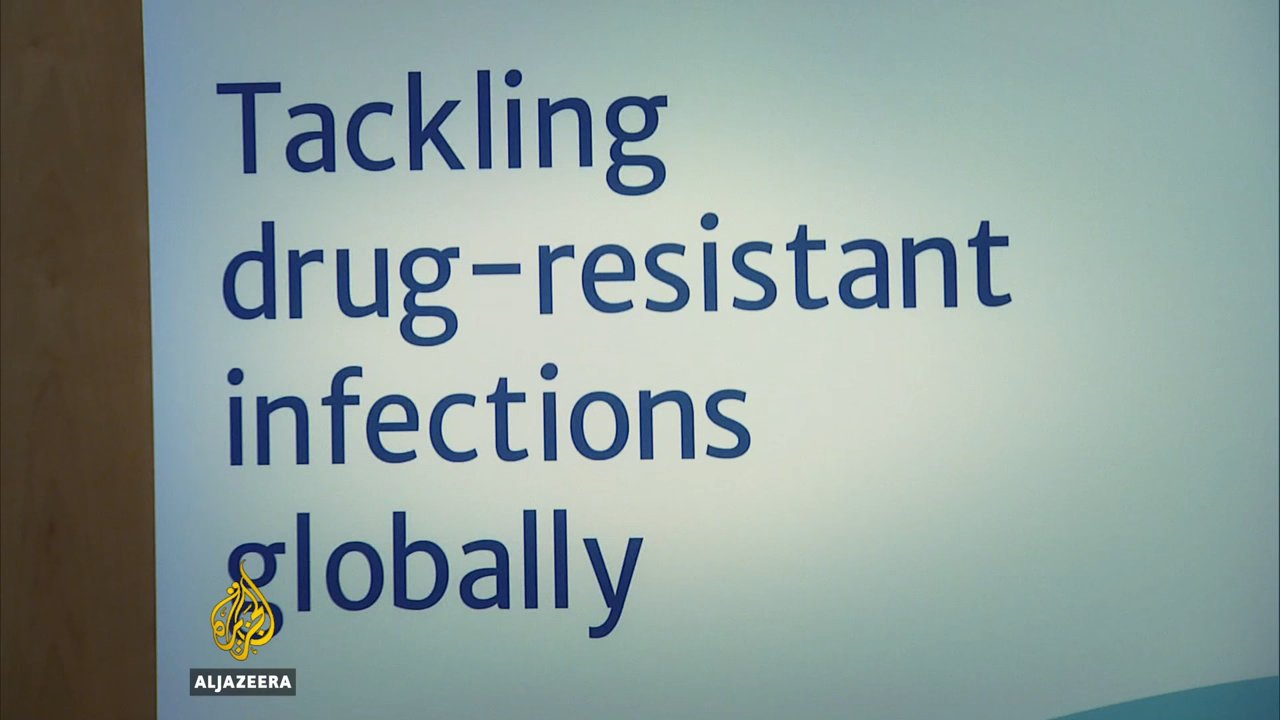 Tackling
drug-resistant
infections
globally
ALJAZEERA